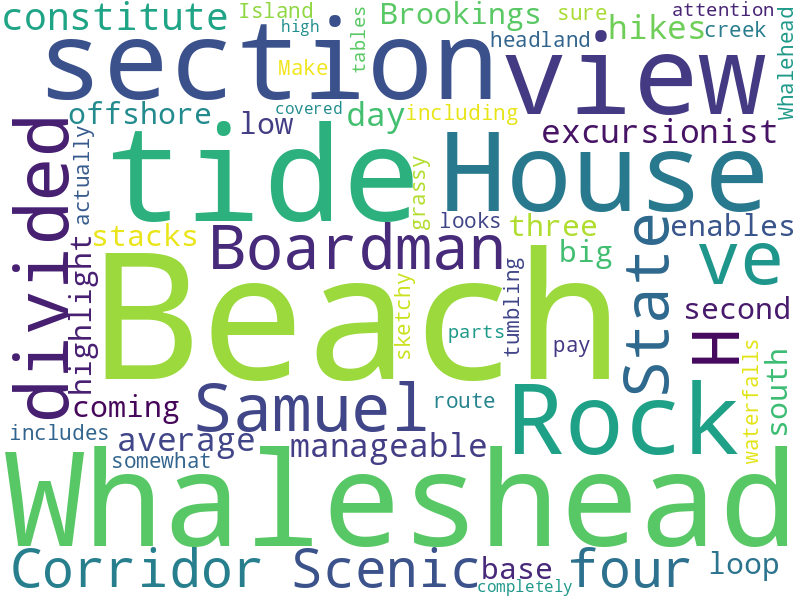 constitute Island Brookings sure attention
high hikes creek
section tables headland view Whalehead
Make
offshore covered day including
low excursionist
divided actually tide House
grassy looks three enables
stacks Boardman big State ve
highlight Beach sketchy tumbling second
parts pay H
coming Samuel route Rock waterfalls south
includes average manageable
somewhat Whaleshead
Corridor Scenic base four loop
completely